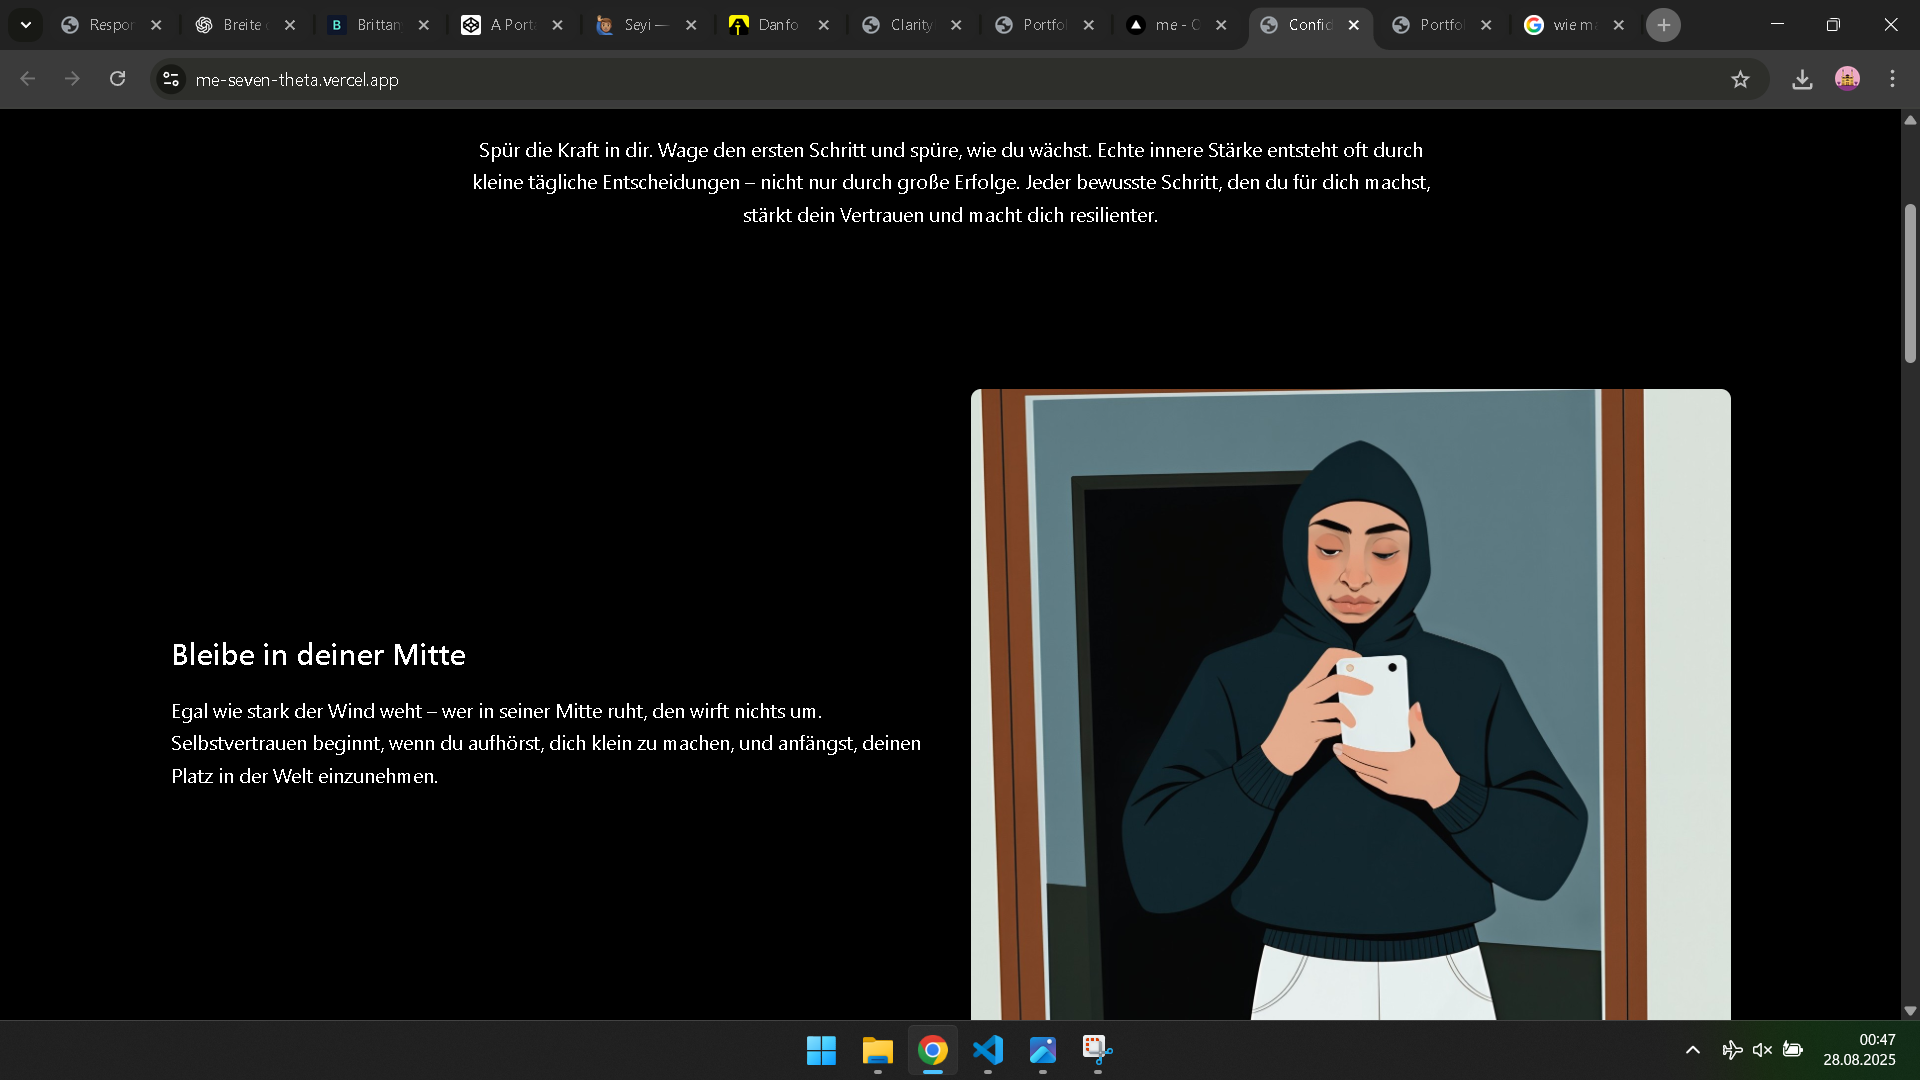 Respon
Breite
Brittan
A Porta
Seyi —
Danfo
Clarity
Portfol
me - C
Confid
Portfol
wie ma
me-seven-theta.vercel.app
Spür die Kraft in dir. Wage den ersten Schritt und spüre, wie du wächst. Echte innere Stärke entsteht oft durch
kleine tägliche Entscheidungen – nicht nur durch große Erfolge. Jeder bewusste Schritt, den du für dich machst,
stärkt dein Vertrauen und macht dich resilienter.
Bleibe in deiner Mitte
Egal wie stark der Wind weht – wer in seiner Mitte ruht, den wirft nichts um.
Selbstvertrauen beginnt, wenn du aufhörst, dich klein zu machen, und anfängst, deinen
Platz in der Welt einzunehmen.
00:47
28.08.2025